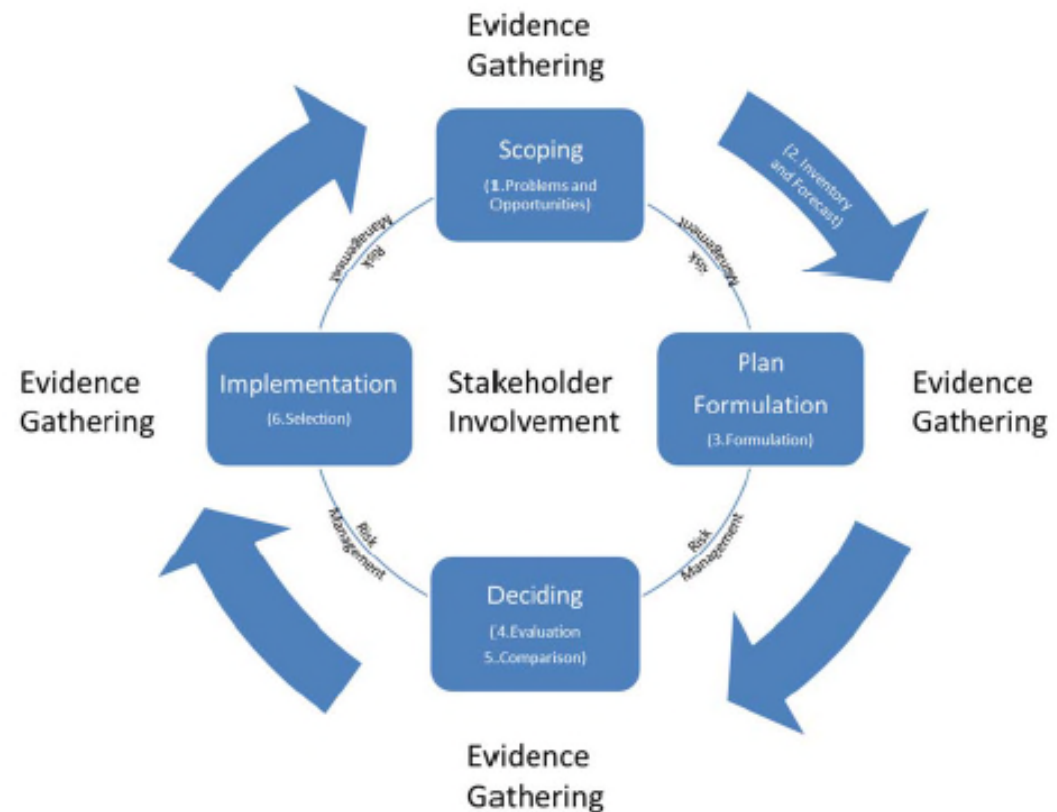 Evidence
Gathering
Scoping
(1.Problems and
Opportunities)
(2. Inventory
and Forecast)
Risk
Management
Risk
Management
Implementation
(6.Selection)
Stakeholder
Involvement
Plan
Formulation
(3.Formulation)
Evidence
Gathering
Evidence
Gathering
Risk
Management
Risk
Management
Deciding
(4.Evaluation
5..Comparison)
Evidence
Gathering